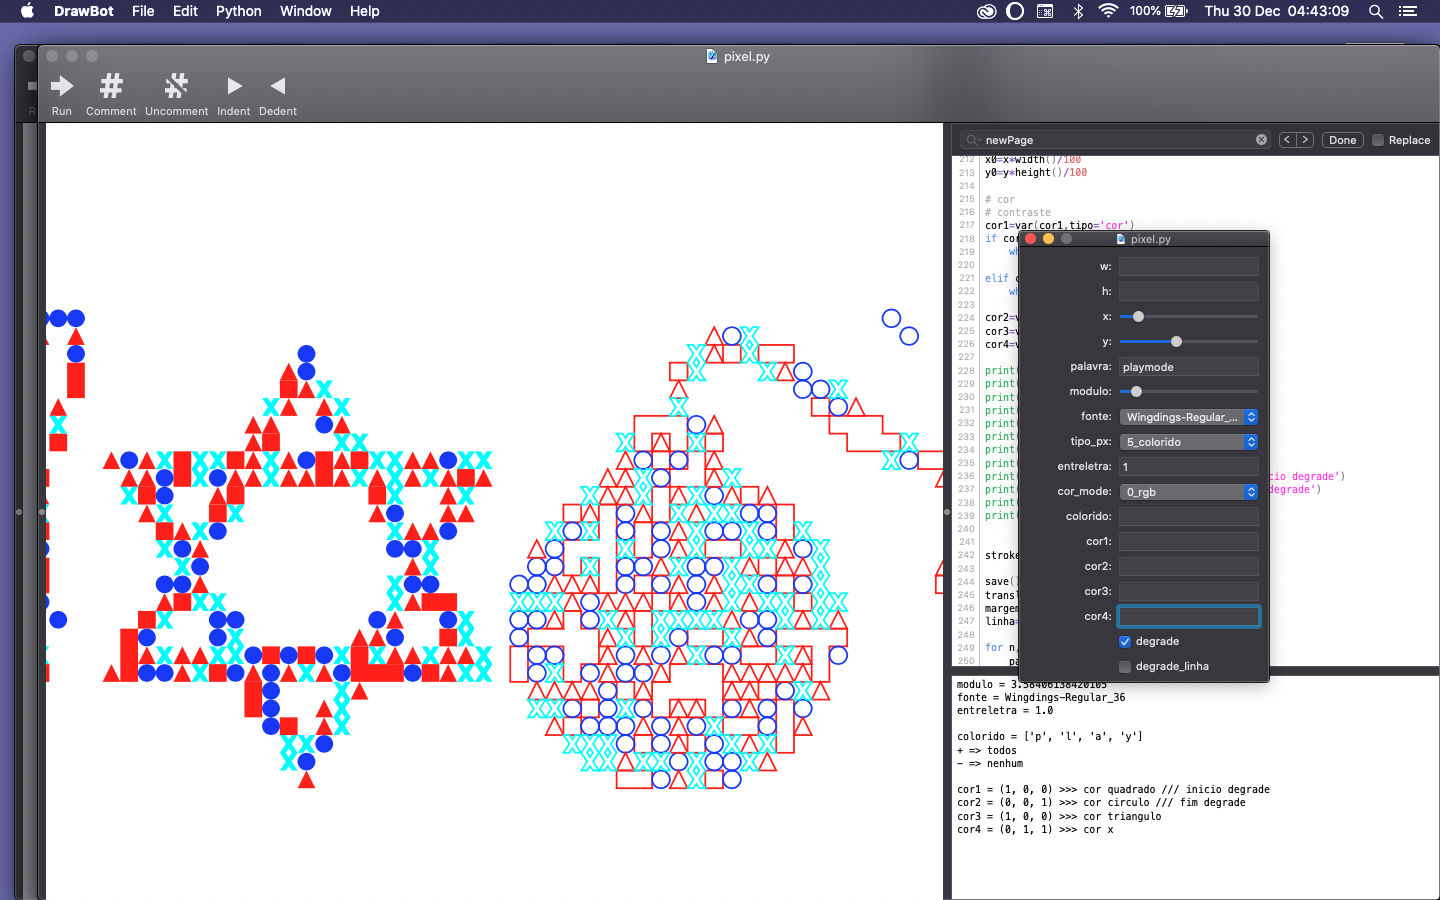 DrawBot File Edit Python Window Help 100% Thu 30 Dec 04:43:09
pixel.py
Run Comment Uncomment Indent Dedent
newPage Done Replace
212 x0=x*width()/100
213 y0=y*height()/100
214
215 # cor
216 # contraste
217 cor1=var(cor1,tipo='cor')
218 if cor
219 wh
220
221 elif c
222 wh
223
224 cor2=v
225 cor3=v
226 cor4=v
227
228 print(
229 print(
230 print(
231 print(
232 print(
233 print(
234 print(
235 print(
236 print( cio degrade')
237 print( degrade')
238 print(
239 print(
240
241
242 stroke
243
244 save()
245 transl
246 margem
247 linha=
248
249 for n,
250 pa
pixel.py
w:
h:
x:
y:
palavra: playmode
modulo:
fonte: Wingdings-Regular_...
tipo_px: 5_colorido
entreletra: 1
cor_mode: 0_rgb
colorido:
cor1:
cor2:
cor3:
cor4:
degrade
degrade_linha
modulo = 3.58406138420105
fonte = Wingdings-Regular_36
entreletra = 1.0
colorido = ['p', 'l', 'a', 'y']
+ => todos
- => nenhum
cor1 = (1, 0, 0) >>> cor quadrado /// inicio degrade
cor2 = (0, 0, 1) >>> cor circulo /// fim degrade
cor3 = (1, 0, 0) >>> cor triangulo
cor4 = (0, 1, 1) >>> cor x